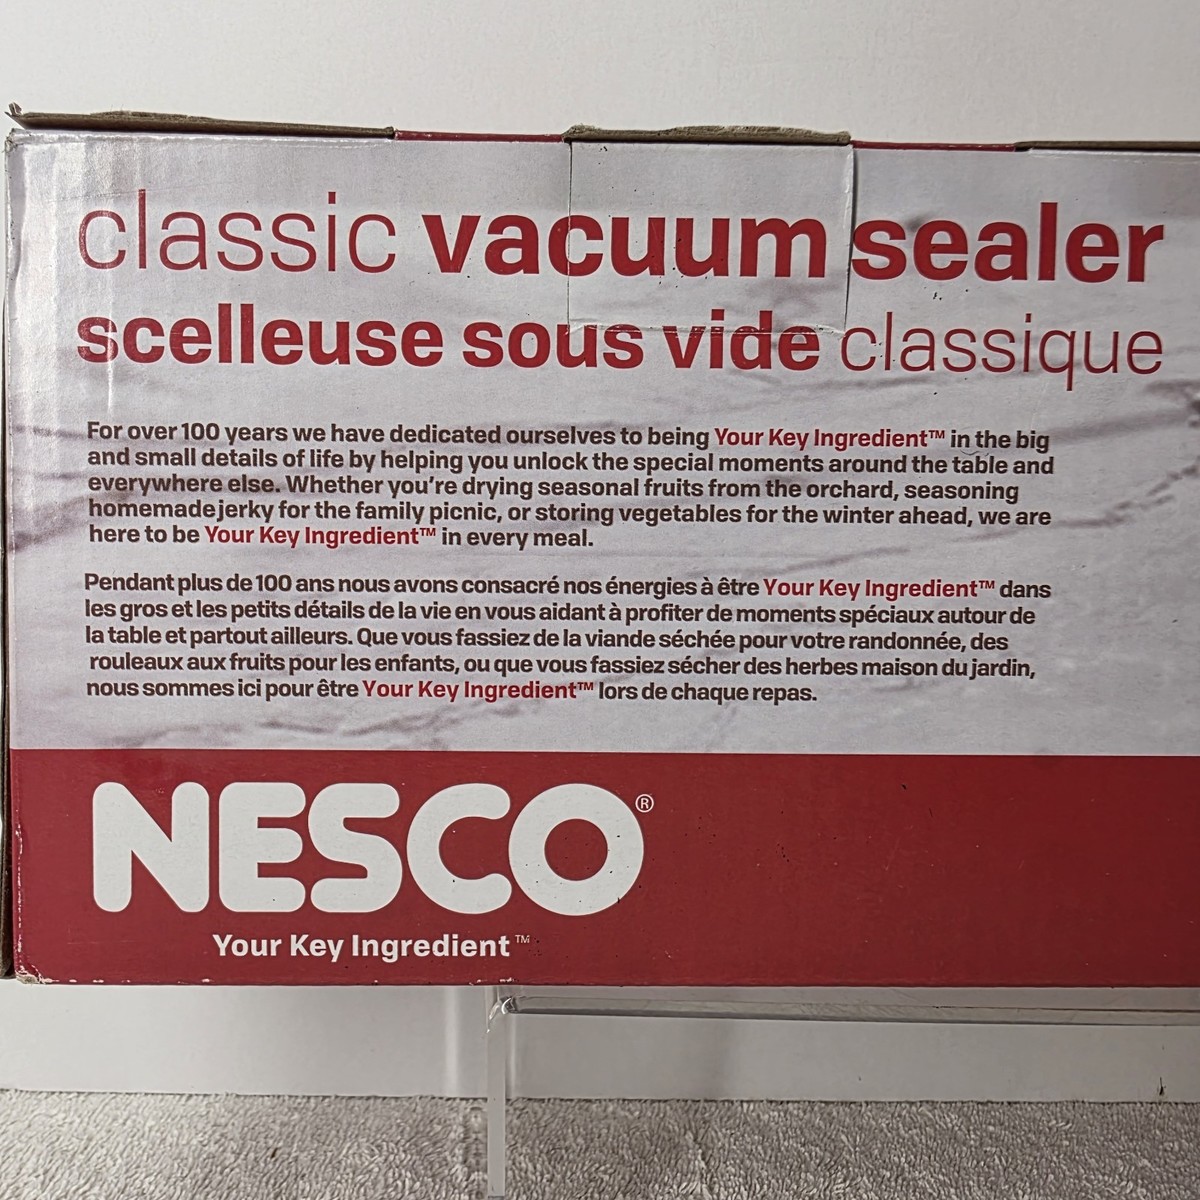 classic vacuum sealer
scelleuse sous vide classique
For over 100 years we have dedicated ourselves to being Your Key Ingredient™ in the big
and small details of life by helping you unlock the special moments around the table and
everywhere else. Whether you're drying seasonal fruits from the orchard, seasoning
homemade jerky for the family picnic, or storing vegetables for the winter ahead, we are
here to be Your Key Ingredient™ in every meal.
Pendant plus de 100 ans nous avons consacré nos énergies à être Your Key Ingredient™ dans
les gros et les petits détails de la vie en vous aidant à profiter de moments spéciaux autour de
la table et partout ailleurs. Que vous fassiez de la viande séchée pour votre randonnée, des
rouleaux aux fruits pour les enfants, ou que vous fassiez sécher des herbes maison du jardin,
nous sommes ici pour être Your Key Ingredient™ lors de chaque repas.
NESCO®
Your Key Ingredient™